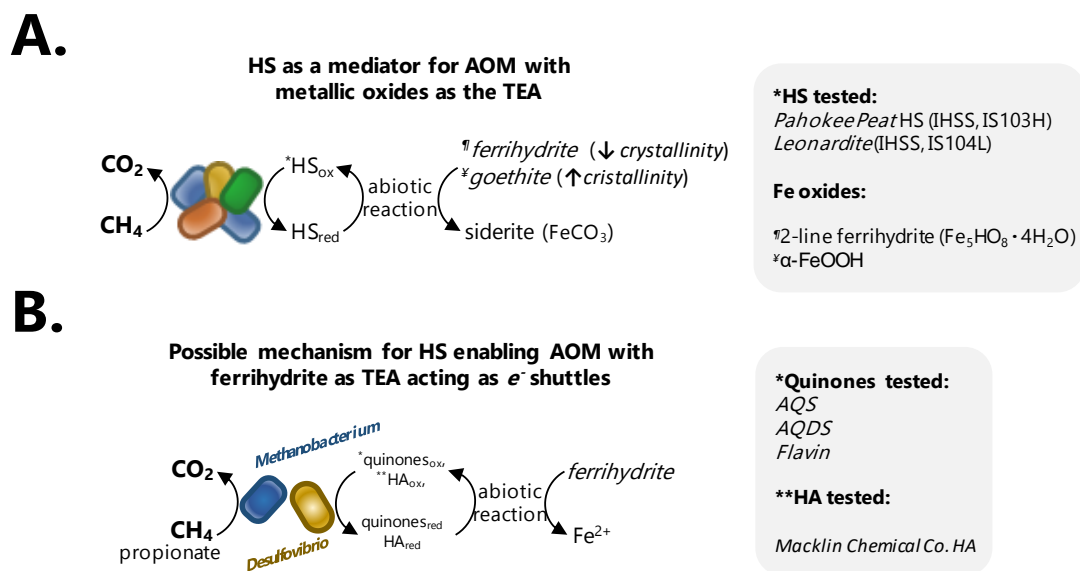 A.
HS as a mediator for AOM with
metallic oxides as the TEA
CO2
CH4
*HSox
HSred
abiotic
reaction
¶ferrihydrite (↓ crystallinity)
¥goethite (↑cristallinity)
siderite (FeCO3)
*HS tested:
Pahokee Peat HS (IHSS, IS103H)
Leonardite (IHSS, IS104L)
Fe oxides:
¶2-line ferrihydrite (Fe5HO8 · 4H2O)
¥α-FeOOH
B.
Possible mechanism for HS enabling AOM with
ferrihydrite as TEA acting as e- shuttles
CO2
CH4
propionate
Methanobacterium
Desulfovibrio
*quinonesox,
**HAox,
quinonesred
HAred
abiotic
reaction
ferrihydrite
Fe2+
*Quinones tested:
AQS
AQDS
Flavin
**HA tested:
Macklin Chemical Co. HA